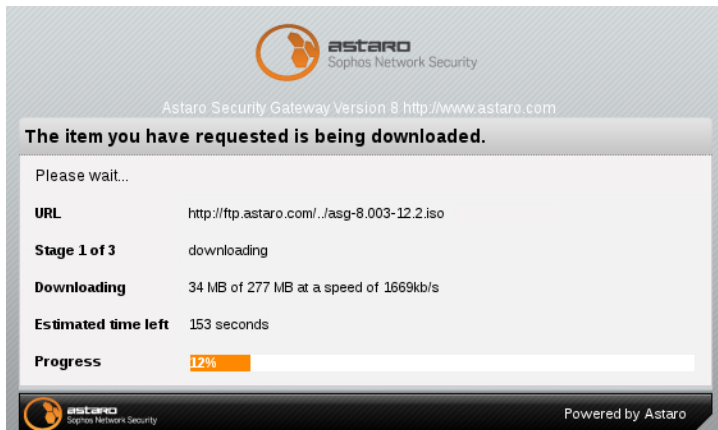 astaro
Sophos Network Security
Astaro Security Gateway Version 8 http://www.astaro.com
The item you have requested is being downloaded.
Please wait...
URL http://ftp.astaro.com/../asg-8.003-12.2.iso
Stage 1 of 3 downloading
Downloading 34 MB of 277 MB at a speed of 1669kb/s
Estimated time left 153 seconds
Progress 12%
astaro
Sophos Network Security
Powered by Astaro